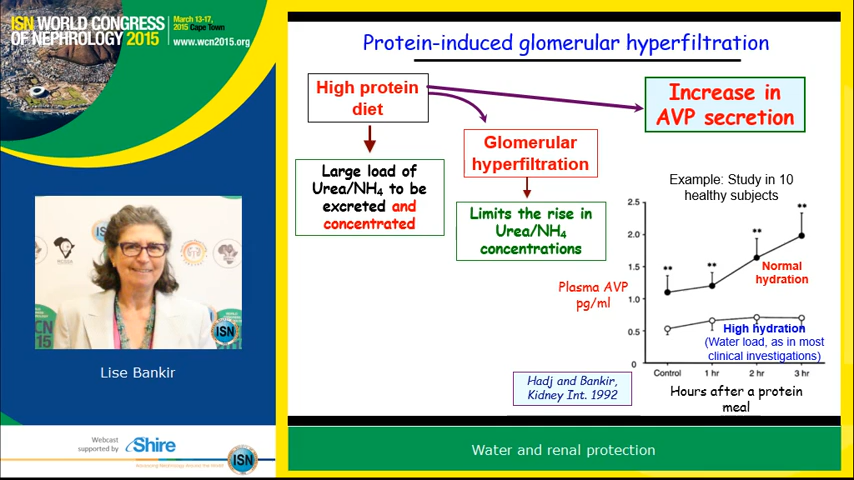 ISN WORLD CONGRESS
OF NEPHROLOGY 2015
March 13-17,
2015 Cape Town
www.wcn2015.org
Lise Bankir
Webcast
supported by
Shire
ISN
Protein-induced glomerular hyperfiltration
High protein
diet
Increase in
AVP secretion
Glomerular
hyperfiltration
Large load of
Urea/NH₄ to be
excreted and
concentrated
Limits the rise in
Urea/NH₄
concentrations
Example: Study in 10
healthy subjects
Plasma AVP
pg/ml
2.5
2.0
1.5
1.0
0.5
0
**
**
**
**
Normal
hydration
High hydration
(Water load, as in most
clinical investigations)
Control
1 hr
2 hr
3 hr
Hours after a protein
meal
Hadj and Bankir,
Kidney Int. 1992
Water and renal protection